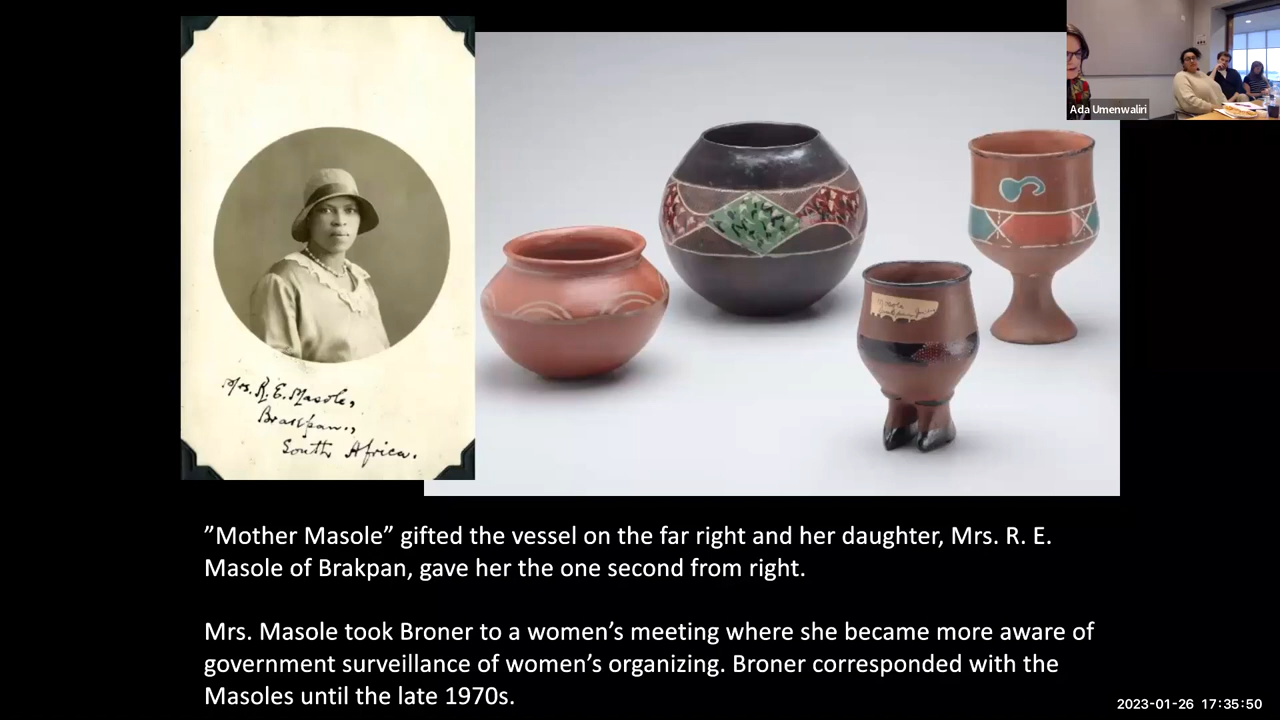 Mrs. R. E. Masole,
Brakpan.,
South Africa.
Ada Umenwaliri
”Mother Masole” gifted the vessel on the far right and her daughter, Mrs. R. E.
Masole of Brakpan, gave her the one second from right.
Mrs. Masole took Broner to a women’s meeting where she became more aware of
government surveillance of women’s organizing. Broner corresponded with the
Masoles until the late 1970s.
2023-01-26 17:35:50